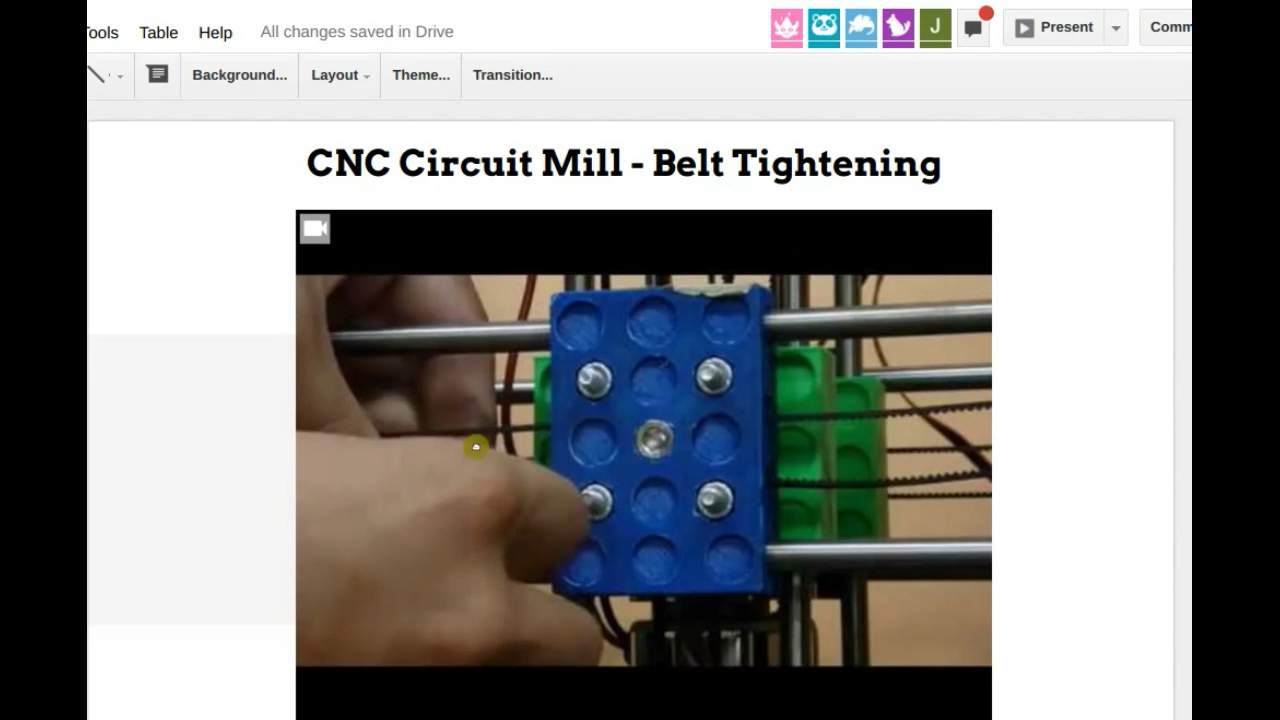 Tools Table Help All changes saved in Drive J Present Comm
Background... Layout Theme... Transition...
CNC Circuit Mill - Belt Tightening